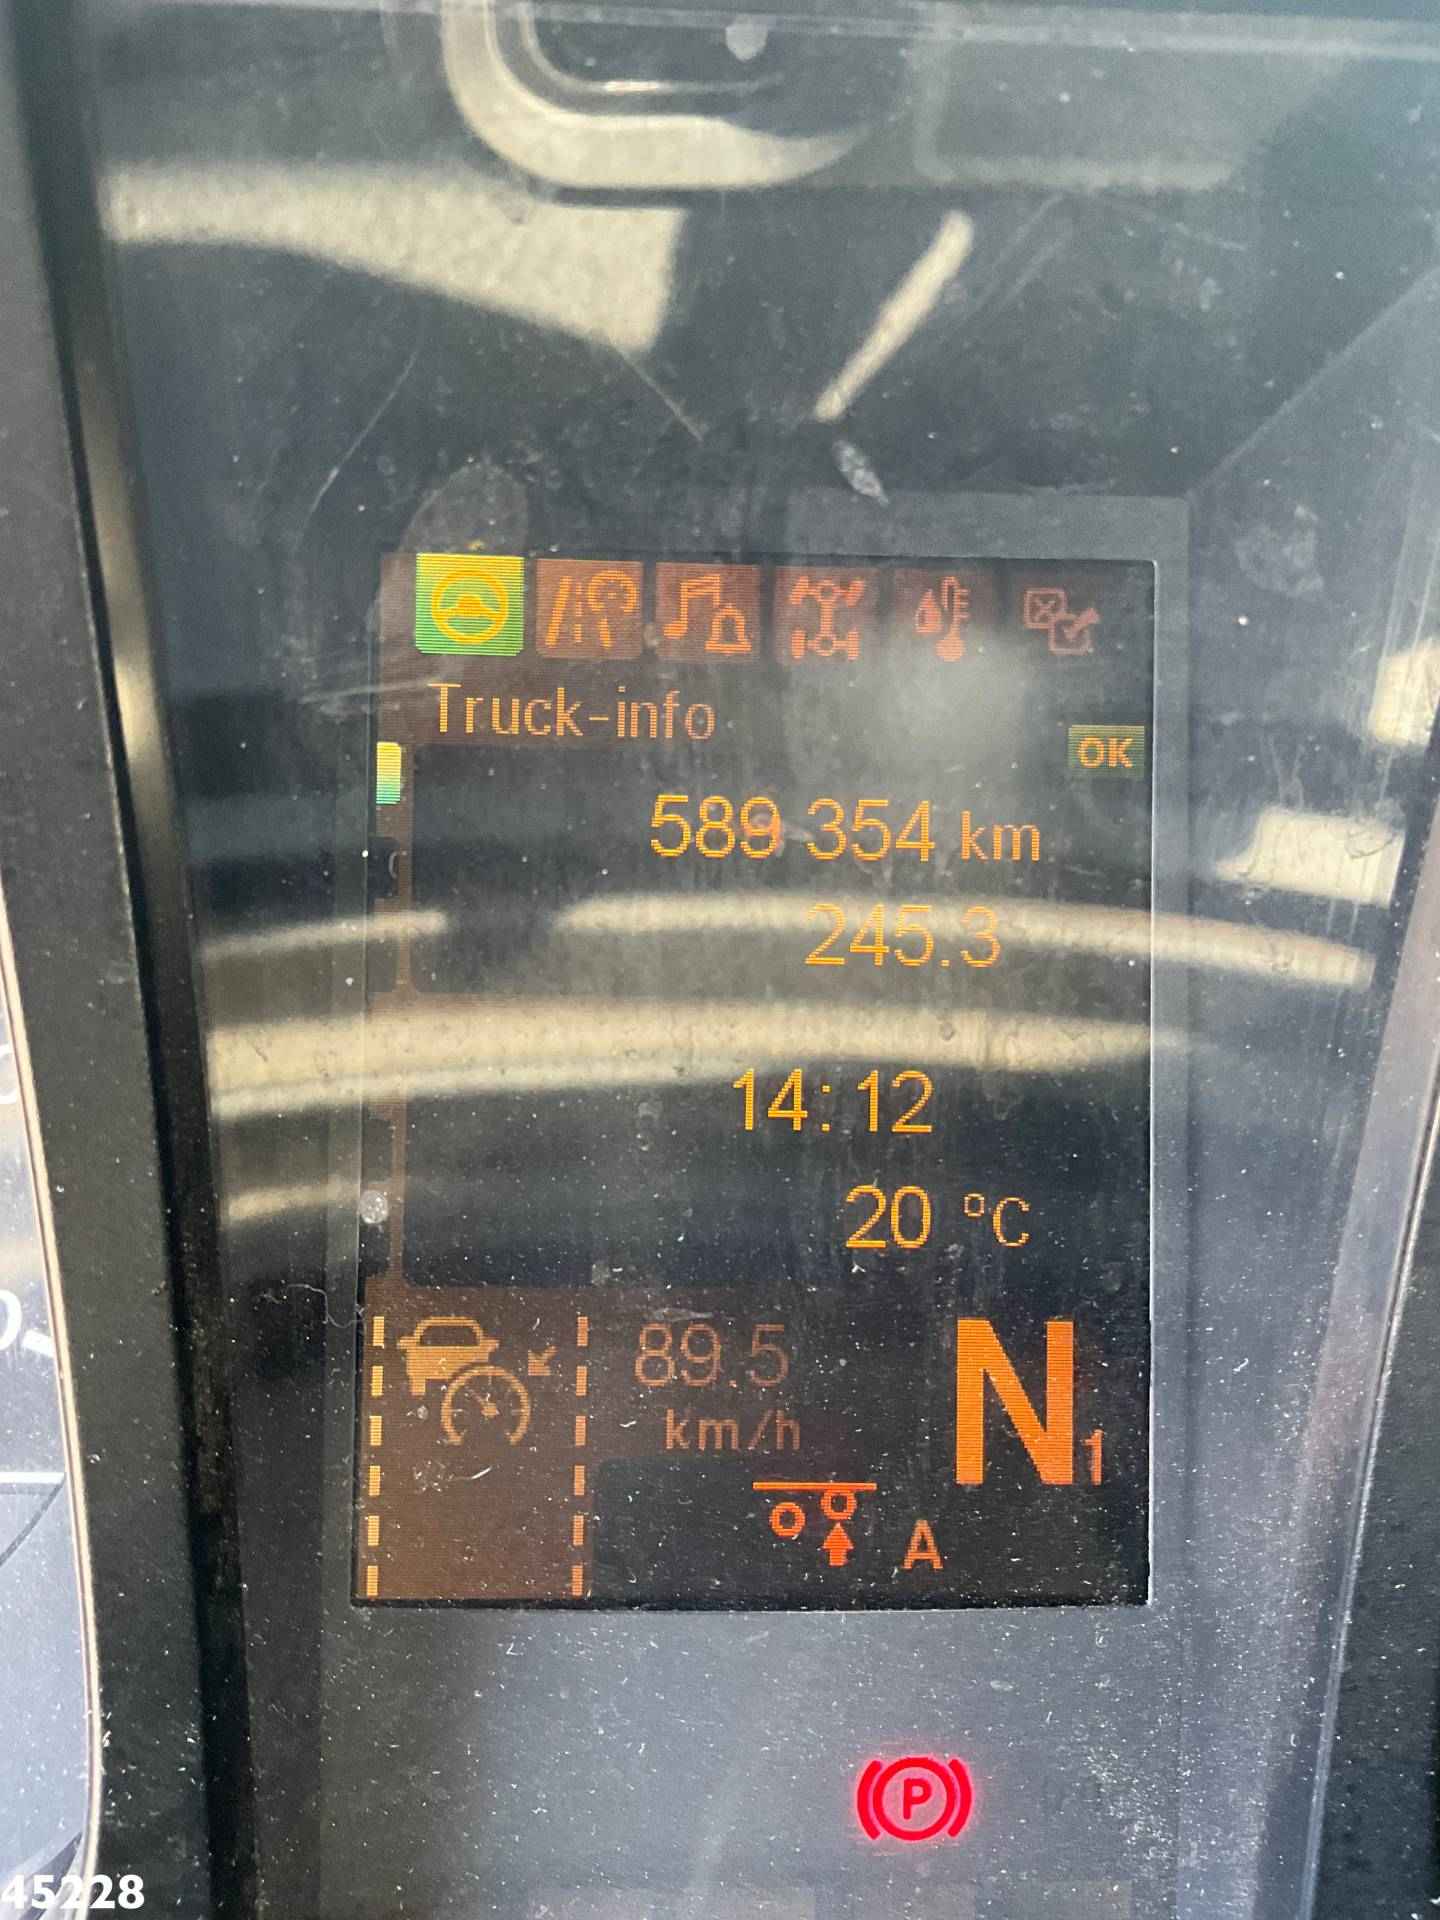 Truck-info
OK
589 354 km
245.3
14:12
20 °C
89.5
km/h
N1
A
P
45228